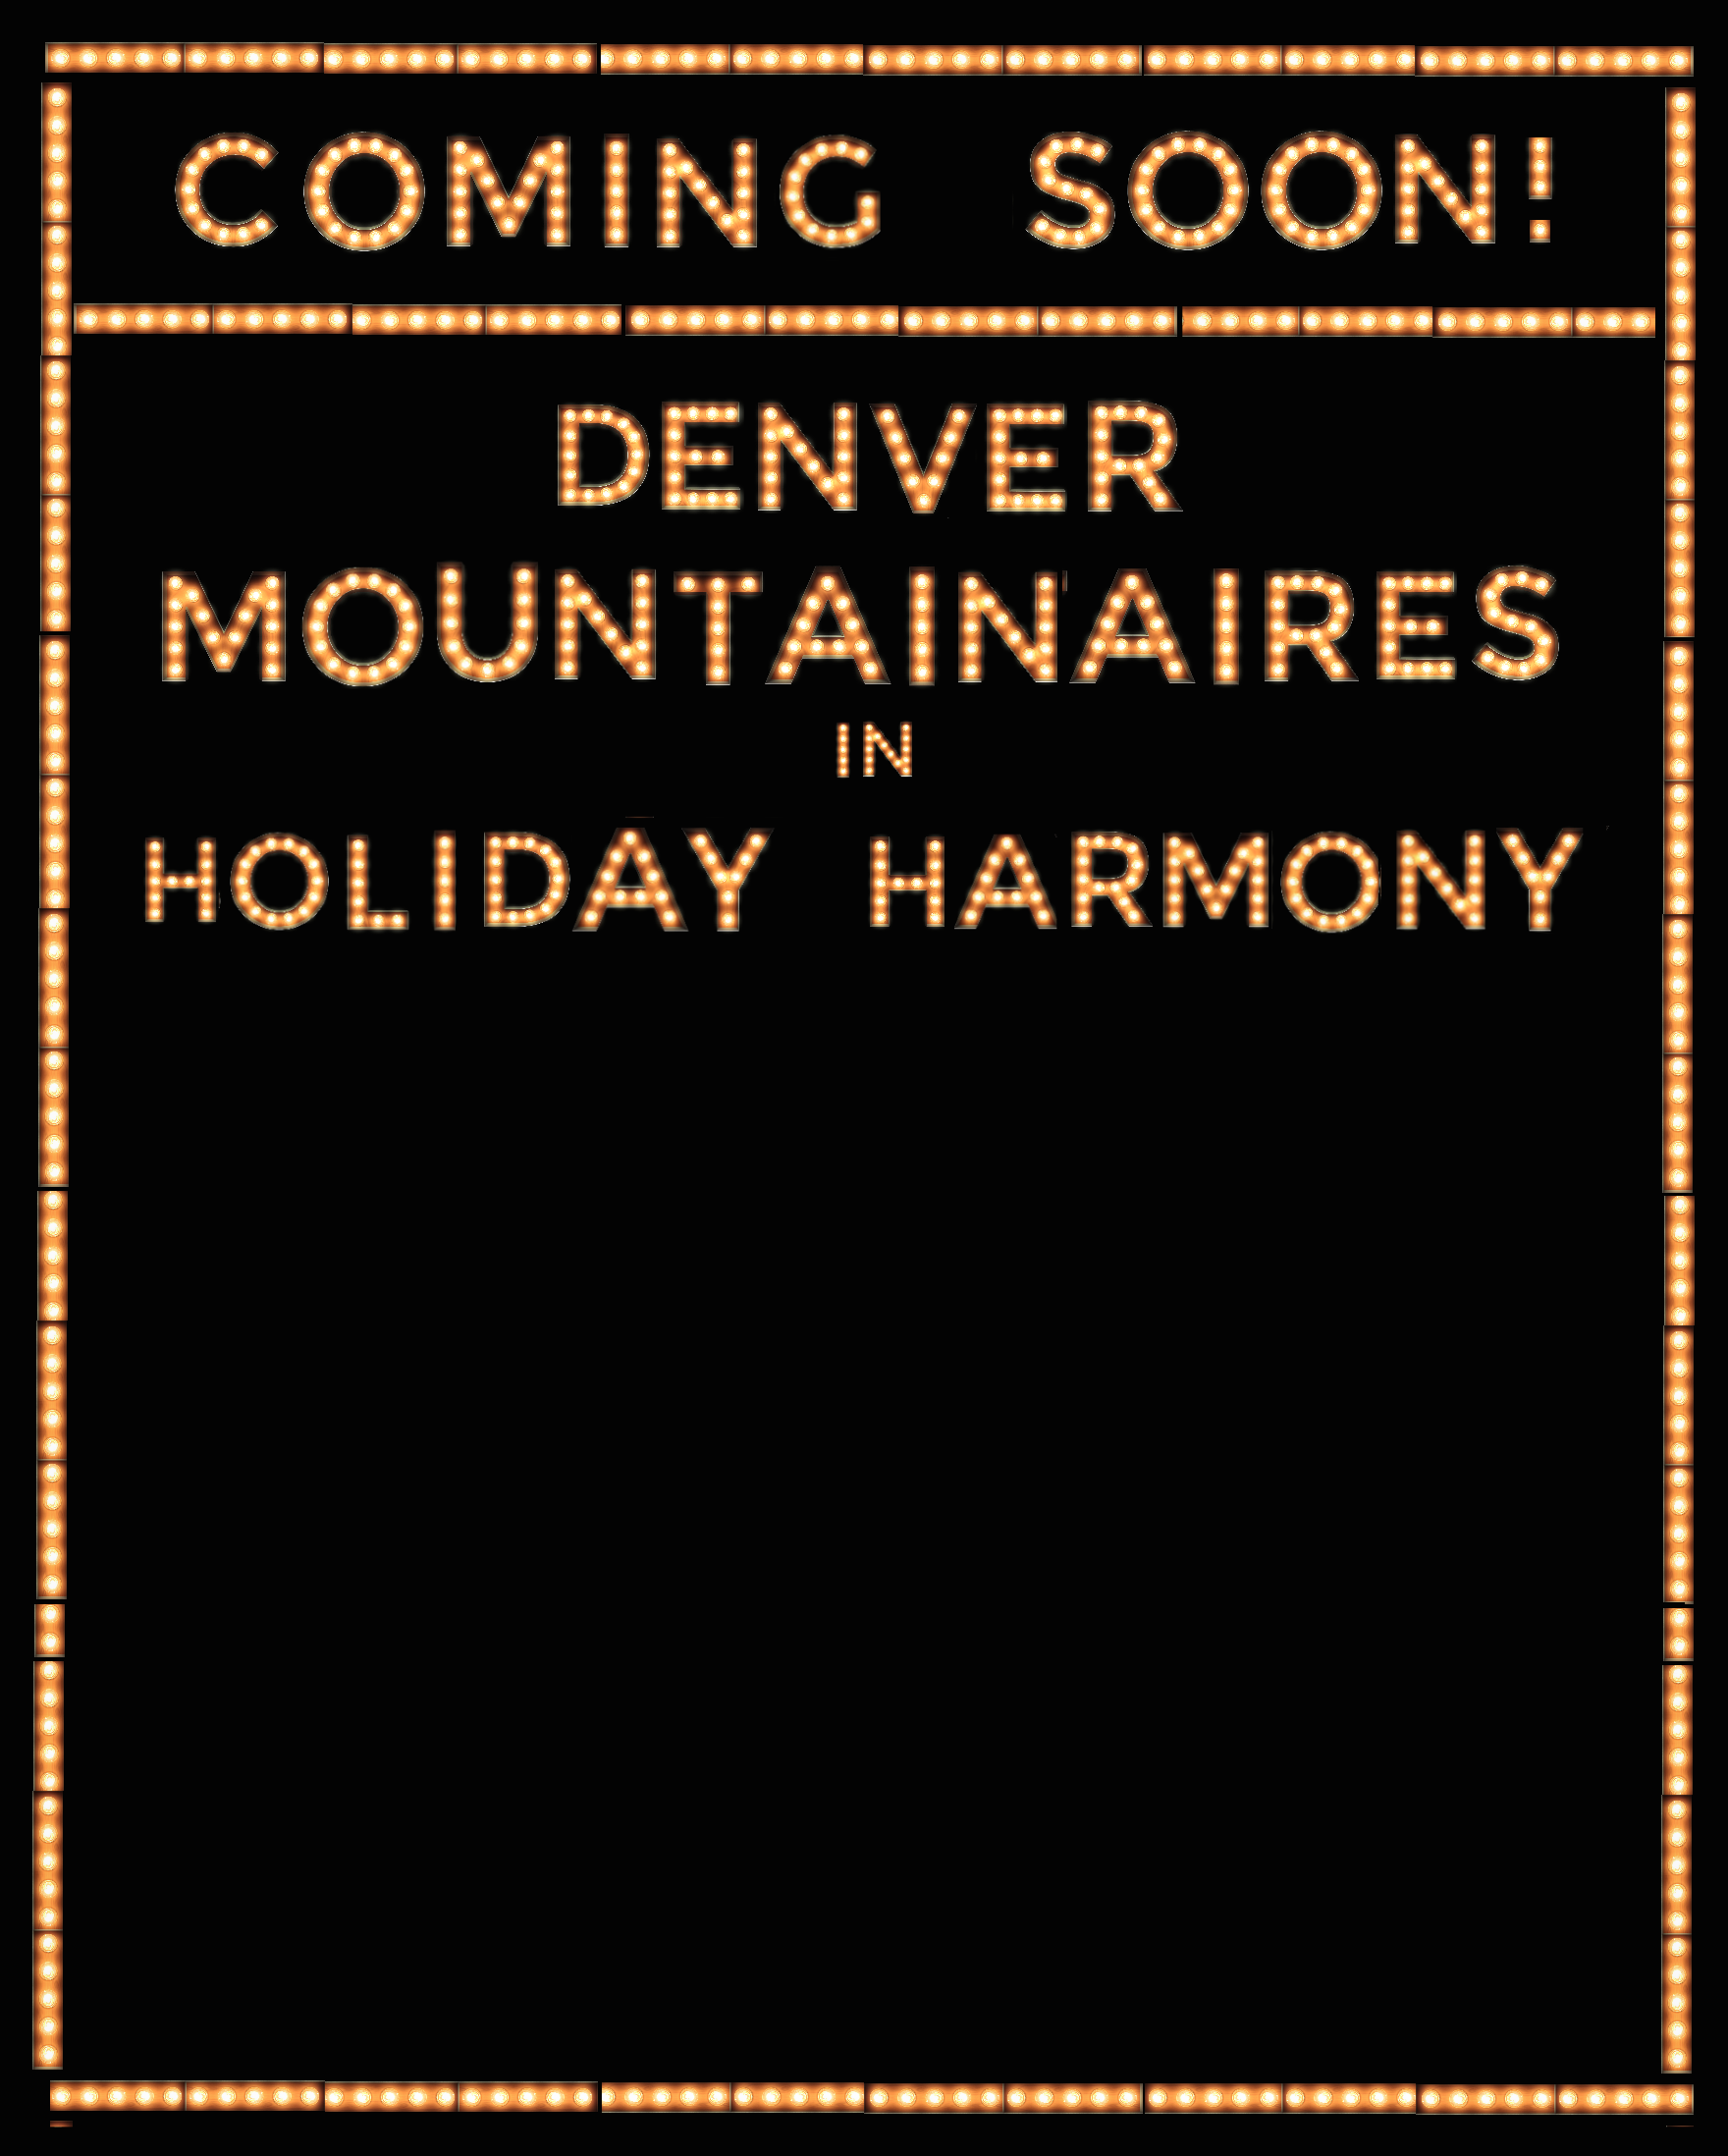 COMING SOON!
DENVER
MOUNTAINAIRES
IN
HOLIDAY HARMONY